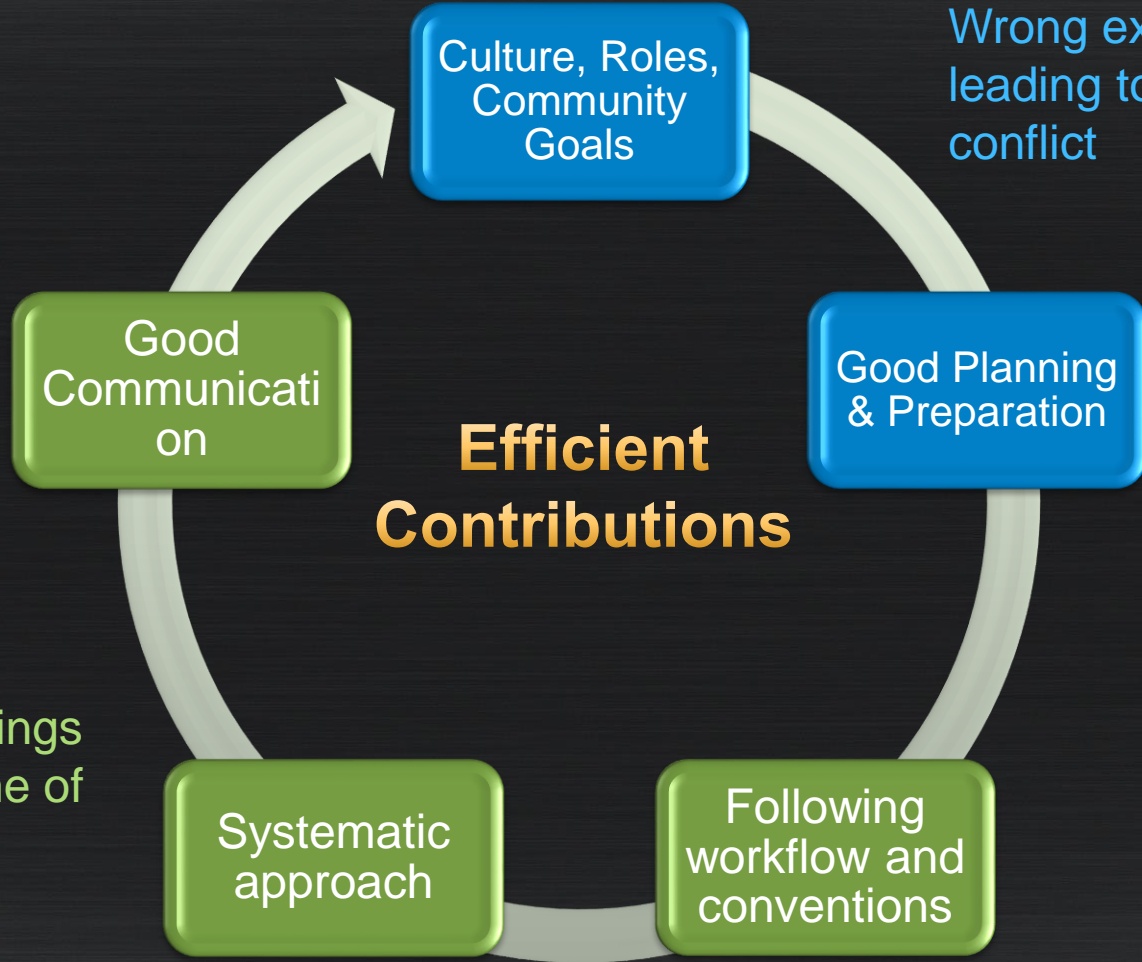 Culture, Roles,
Community
Goals
Wrong ex
leading to
conflict
Good Planning
& Preparation
Good
Communicati
on
Efficient
Contributions
Following
workflow and
conventions
Systematic
approach
ings
e of